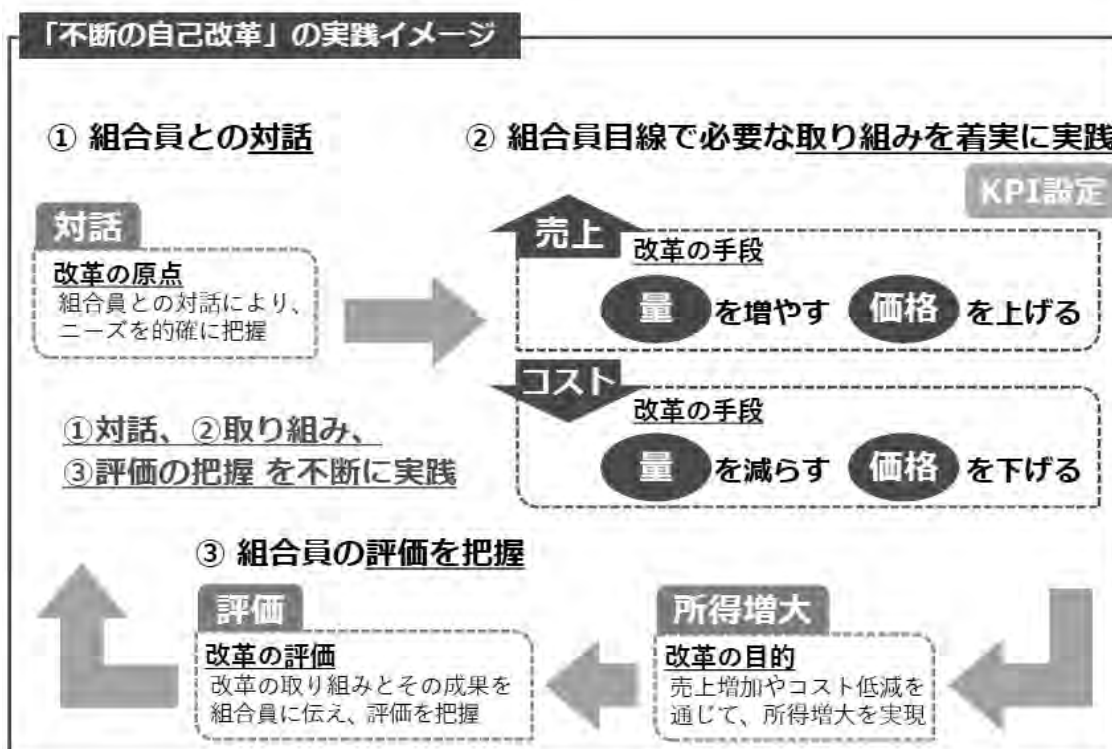 「不断の自己改革」の実践イメージ
① 組合員との対話
② 組合員目線で必要な取り組みを着実に実践
KPI設定
対話
改革の原点
組合員との対話により、
ニーズを的確に把握
売上
改革の手段
量 を増やす 価格 を上げる
コスト
改革の手段
量 を減らす 価格 を下げる
①対話、②取り組み、
③評価の把握 を不断に実践
③ 組合員の評価を把握
評価
改革の評価
改革の取り組みとその成果を
組合員に伝え、評価を把握
所得増大
改革の目的
売上増加やコスト低減を
通じて、所得増大を実現